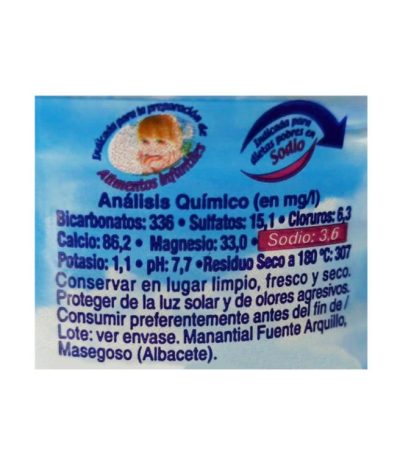 Indicada para la preparación de
Alimentos Infantiles
Indicada para
dietas pobres en
Sodio
Análisis Químico (en mg/l)
Bicarbonatos: 336 • Sulfatos: 15,1 • Cloruros: 6,3
Calcio: 86,2 • Magnesio: 33,0 • Sodio: 3,6
Potasio: 1,1 • pH: 7,7 •Residuo Seco a 180 ºC: 307
Conservar en lugar limpio, fresco y seco.
Proteger de la luz solar y de olores agresivos.
Consumir preferentemente antes del fin de /
Lote: ver envase. Manantial Fuente Arquillo,
Masegoso (Albacete).